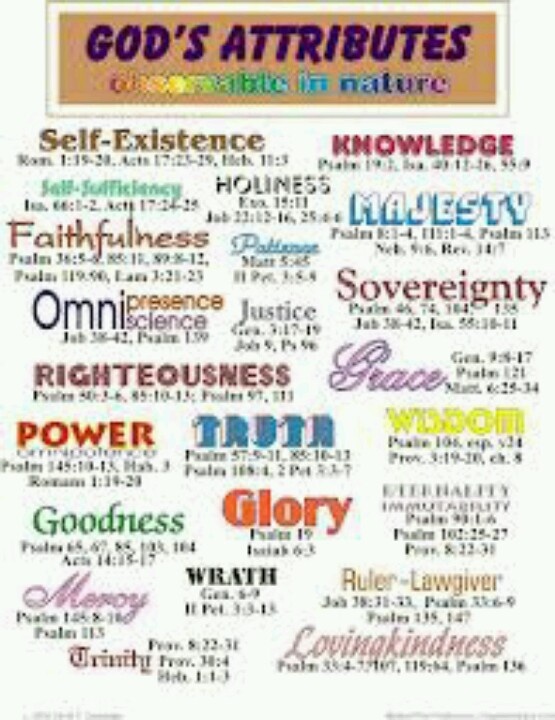 GOD'S ATTRIBUTES
observable in nature
Self-Existence
Rom. 1:19-20, Acts 17:23-29, Heb. 11:3
KNOWLEDGE
Psalm 19:2, Isa. 40:12-26, 55:9
Self-Sufficiency
Isa. 66:1-2, Acts 17:24-25
HOLINESS
Exo. 15:11
Job 22:12-16, 25:4-6
MAJESTY
Psalm 8:1-4, 111:1-4, Psalm 113
Neh. 9:6, Rev. 14:7
Faithfulness
Psalm 36:5-6, 85:11, 89:8-12,
Psalm 119:90, Lam 3:21-23
Patience
Matt 5:45
II Pet. 3:5-9
Sovereignty
Psalm 46, 74, 104, 135
Job 38-42, Isa. 55:10-11
Omnipresence
science
Job 38-42, Psalm 139
Justice
Gen. 3:17-19
Job 9, Ps 96
Grace
Gen. 9:8-17
Psalm 121
Matt. 6:25-34
RIGHTEOUSNESS
Psalm 50:3-6, 85:10-13; Psalm 97, 111
POWER
omnipotence
Psalm 145:10-13, Hab. 3
Romans 1:19-20
TRUTH
Psalm 57:9-11, 85:10-13
Psalm 108:4, 2 Pet 3:3-7
WISDOM
Psalm 104, esp. v24
Prov. 3:19-20, ch. 8
Goodness
Psalm 65, 67, 85, 103, 104
Acts 14:15-17
Glory
Psalm 19
Isaiah 6:3
ETERNALITY
IMMUTABILITY
Psalm 90:1-6
Psalm 102:25-27
Prov. 8:22-31
Mercy
Psalm 145:8-10
Psalm 113
WRATH
Gen. 6-9
II Pet. 3:3-13
Ruler-Lawgiver
Job 38:31-33, Psalm 33:6-9
Psalm 135, 147
Trinity
Prov. 8:22-31
Prov. 30:4
Heb. 1:1-3
Lovingkindness
Psalm 33:4-7, 107, 119:64, Psalm 136